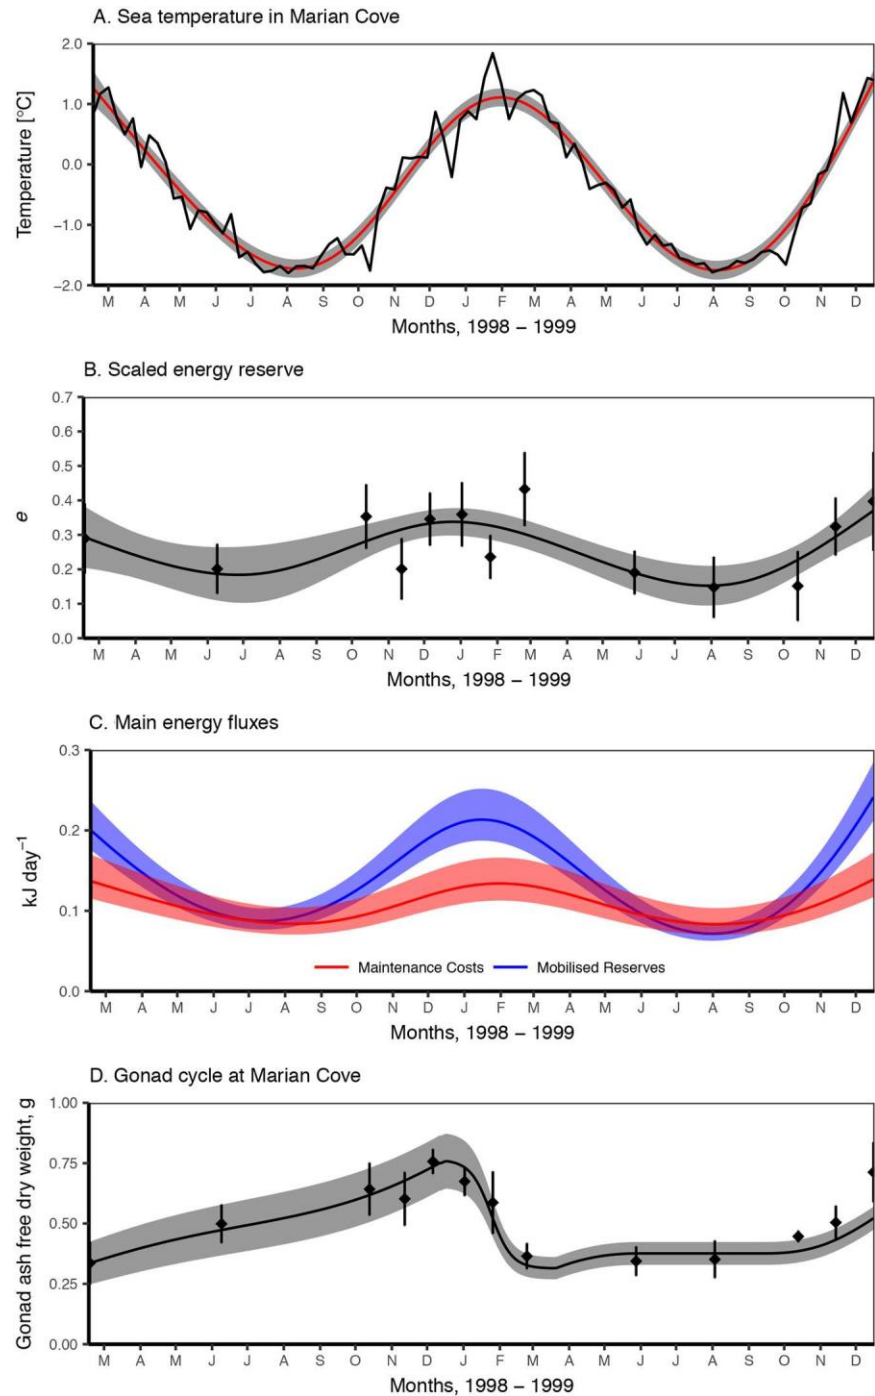 A. Sea temperature in Marian Cove
Temperature [°C]
2.0
1.0
0.0
−1.0
−2.0
M A M J J A S O N D J F M A M J J A S O N D
Months, 1998 − 1999
B. Scaled energy reserve
e
0.7
0.6
0.5
0.4
0.3
0.2
0.1
0.0
M A M J J A S O N D J F M A M J J A S O N D
Months, 1998 − 1999
C. Main energy fluxes
kJ day⁻¹
0.3
0.2
0.1
0.0
Maintenance Costs Mobilised Reserves
M A M J J A S O N D J F M A M J J A S O N D
Months, 1998 − 1999
D. Gonad cycle at Marian Cove
Gonad ash free dry weight, g
1.00
0.75
0.50
0.25
0.00
M A M J J A S O N D J F M A M J J A S O N D
Months, 1998 − 1999